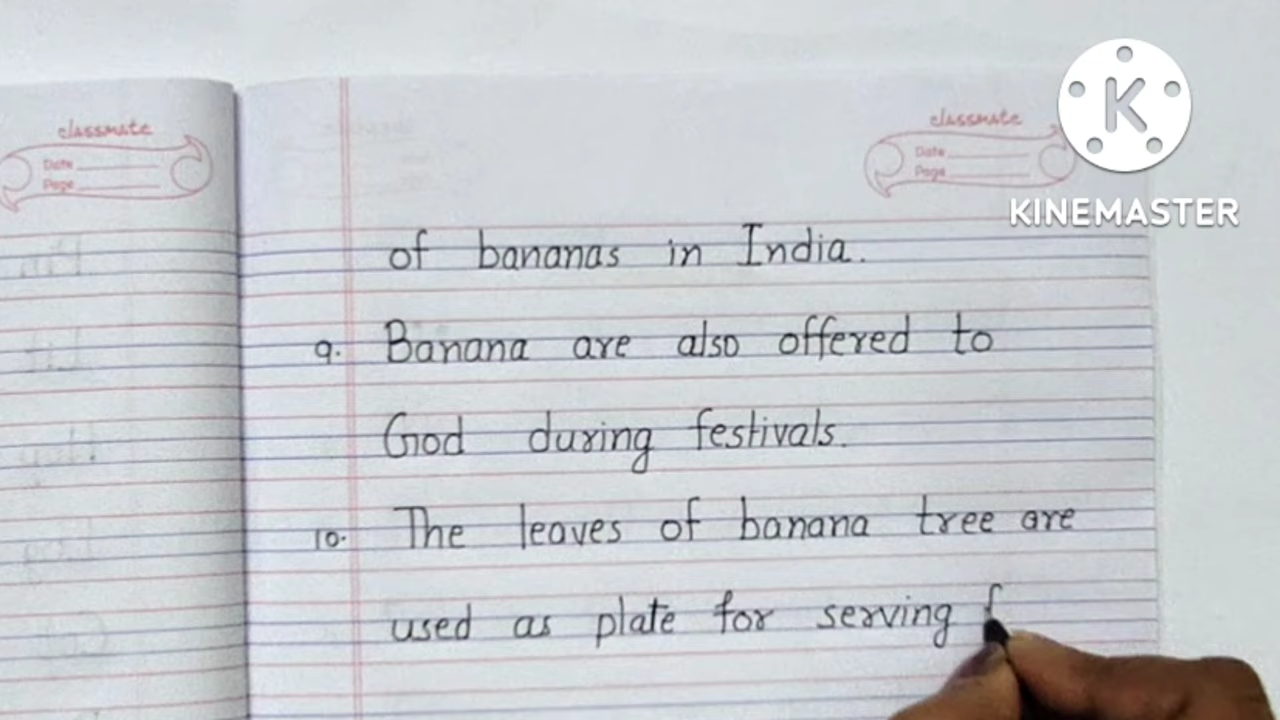 classmate
Date
Page
classmate
Date
Page
K
KINEMASTER
of bananas in India.
9. Banana are also offered to
God during festivals.
10. The leaves of banana tree are
used as plate for serving f